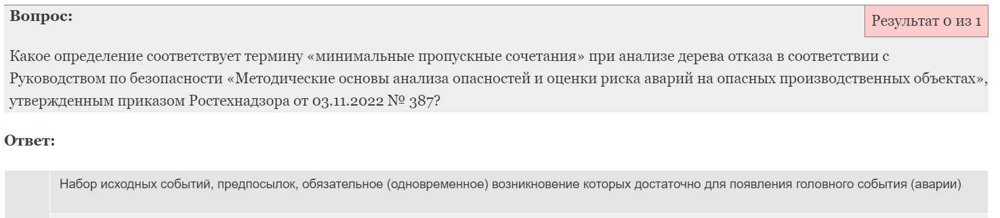 Вопрос:
Результат 0 из 1
Какое определение соответствует термину «минимальные пропускные сочетания» при анализе дерева отказа в соответствии с
Руководством по безопасности «Методические основы анализа опасностей и оценки риска аварий на опасных производственных объектах»,
утвержденным приказом Ростехнадзора от 03.11.2022 № 387?
Ответ:
Набор исходных событий, предпосылок, обязательное (одновременное) возникновение которых достаточно для появления головного события (аварии)